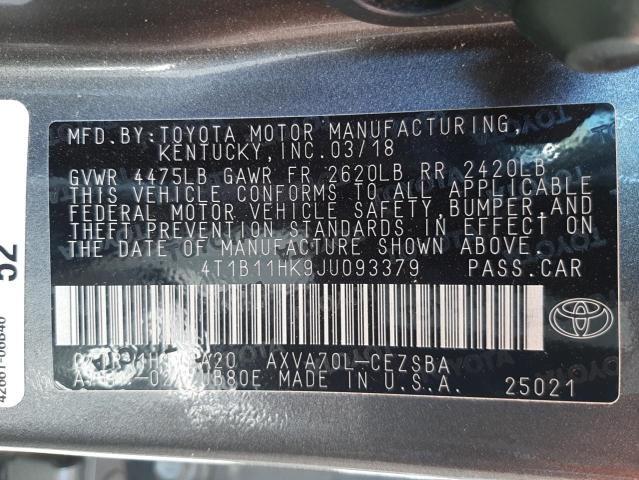 MFD.BY:TOYOTA MOTOR MANUFACTURING,
KENTUCKY,INC.03/18
GVWR 4475LB GAWR FR 2620LB RR 2420LB
THIS VEHICLE CONFORMS TO ALL APPLICABLE
FEDERAL MOTOR VEHICLE SAFETY,BUMPER,AND
THEFT PREVENTION STANDARDS IN EFFECT ON
THE DATE OF MANUFACTURE SHOWN ABOVE.
4T1B11HK9JU093379 PASS.CAR
AXVA70L-CEZSBA
MADE IN U.S.A. 25021
TOYOTA
52